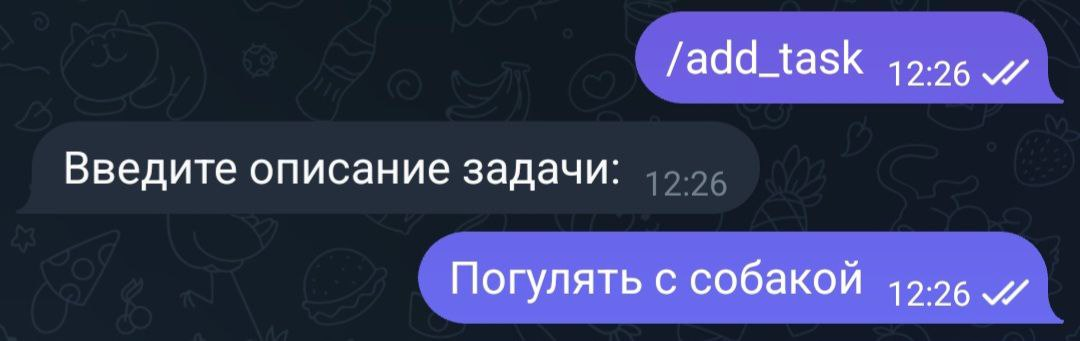 /add_task 12:26
Введите описание задачи: 12:26
Погулять с собакой 12:26